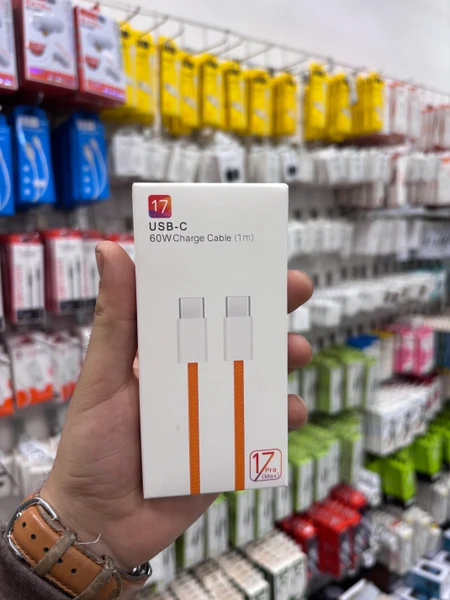 17
USB-C
60W Charge Cable (1m)
17
Pro
(Max)